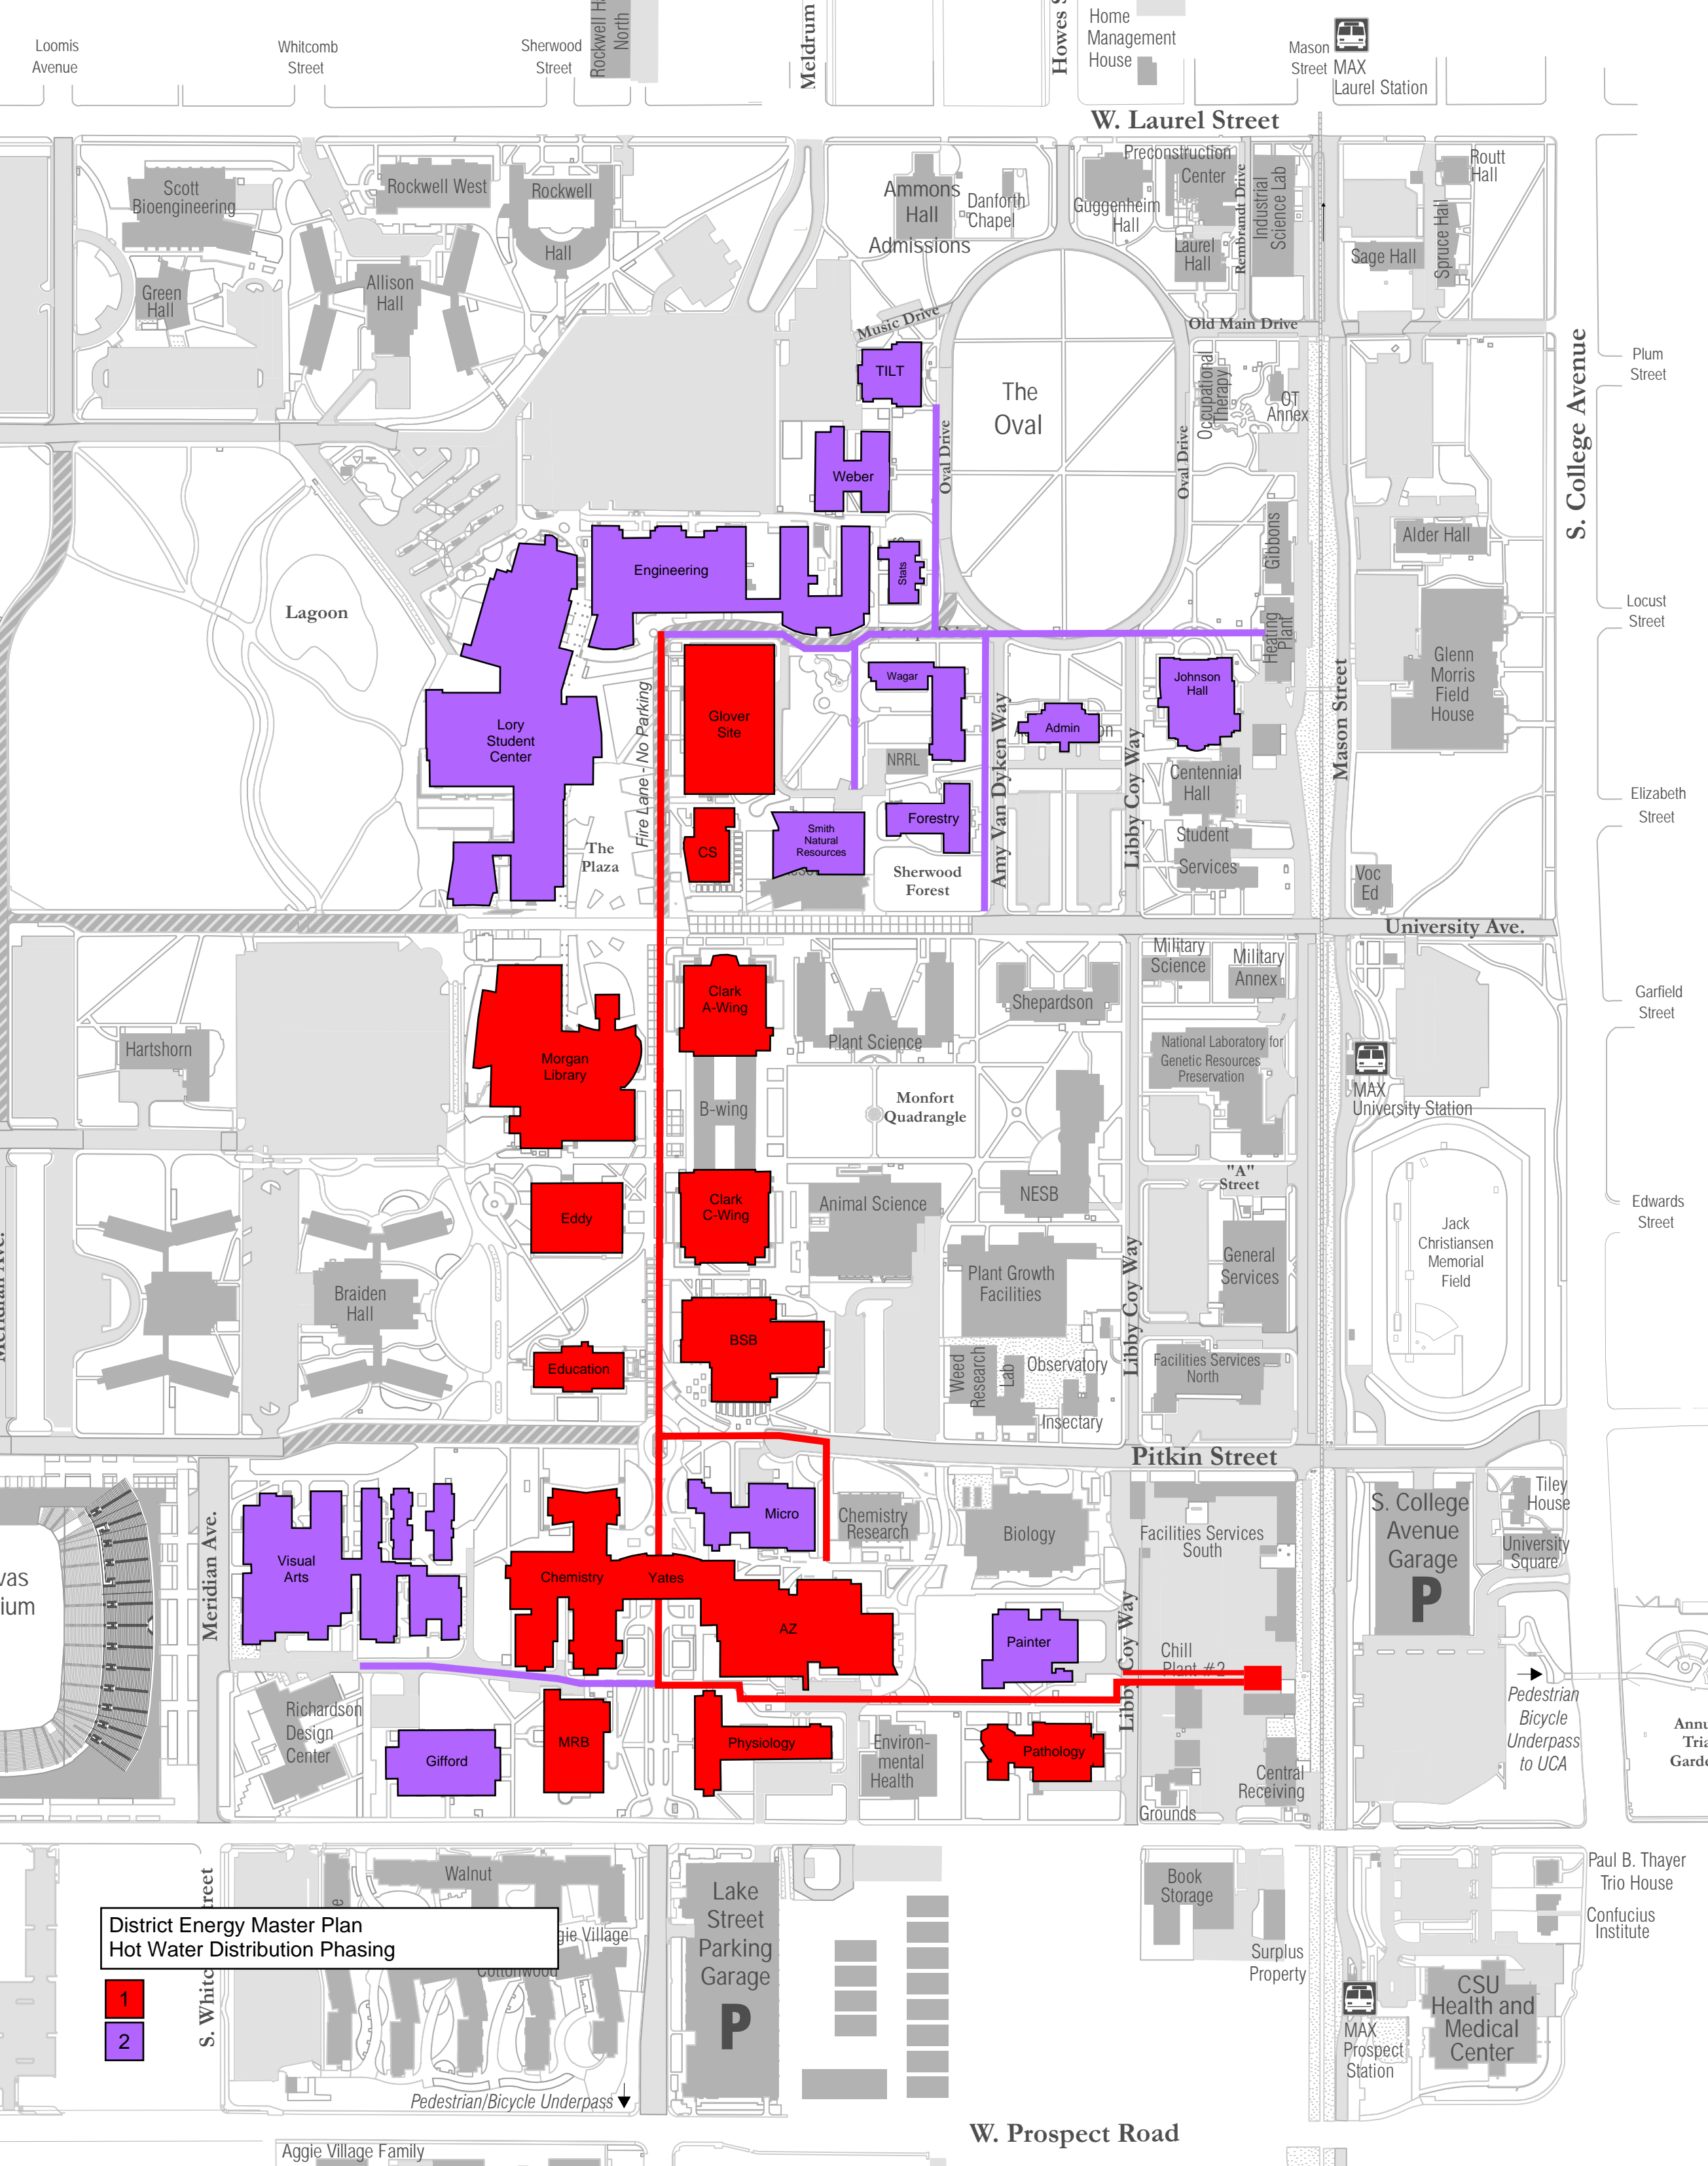 Loomis
Avenue
Whitcomb
Street
Sherwood
Street
North
Meldrum
Home
Management
House
Mason
Street
MAX
Laurel Station
W. Laurel Street
Scott
Bioengineering
Rockwell West
Rockwell
Hall
Green
Hall
Allison
Hall
Ammons
Hall
Admissions
Danforth
Chapel
Preconstruction
Center
Guggenheim
Hall
Laurel
Hall
Rembrandt Drive
Industrial
Science Lab
Sage Hall
Spruce Hall
Routt
Hall
Music Drive
Old Main Drive
S. College Avenue
Plum
Street
TILT
The
Oval
Oval Drive
Oval Drive
Occupational
Therapy
OT
Annex
Weber
Engineering
Stats
Gibbons
Alder Hall
Lagoon
Heating
Plant
Locust
Street
Glenn
Morris
Field
House
Fire Lane - No Parking
Glover
Site
Wagar
Johnson
Hall
Admin
Lory
Student
Center
NRRL
Amy Van Dyken Way
Libby Coy Way
Mason Street
Centennial
Hall
Elizabeth
Street
CS
Smith
Natural
Resources
Forestry
Student
Services
The
Plaza
Sherwood
Forest
Voc
Ed
University Ave.
Clark
A-Wing
Plant Science
Shepardson
Military
Science
Military
Annex
Garfield
Street
Hartshorn
Morgan
Library
National Laboratory for
Genetic Resources
Preservation
B-wing
Monfort
Quadrangle
MAX
University Station
"A"
Street
Eddy
Clark
C-Wing
Animal Science
NESB
Edwards
Street
Jack
Christiansen
Memorial
Field
Plant Growth
Facilities
General
Services
Libby Coy Way
Meridian Ave.
Braiden
Hall
BSB
Education
Weed
Research
Lab
Observatory
Insectary
Facilities Services
North
Pitkin Street
Meridian Ave.
Visual
Arts
Micro
Chemistry
Research
Biology
Facilities Services
South
S. College
Avenue
Garage
P
Tiley
House
University
Square
Chemistry
Yates
AZ
Painter
Libby Coy Way
Chill
Plant #2
Pedestrian
Bicycle
Underpass
to UCA
Richardson
Design
Center
Gifford
MRB
Physiology
Environ-
mental
Health
Pathology
Central
Receiving
Grounds
Walnut
Lake
Street
Parking
Garage
P
Book
Storage
Surplus
Property
Paul B. Thayer
Trio House
Confucius
Institute
District Energy Master Plan
Hot Water Distribution Phasing
1
2
MAX
Prospect
Station
CSU
Health and
Medical
Center
Pedestrian/Bicycle Underpass
W. Prospect Road
Aggie Village Family